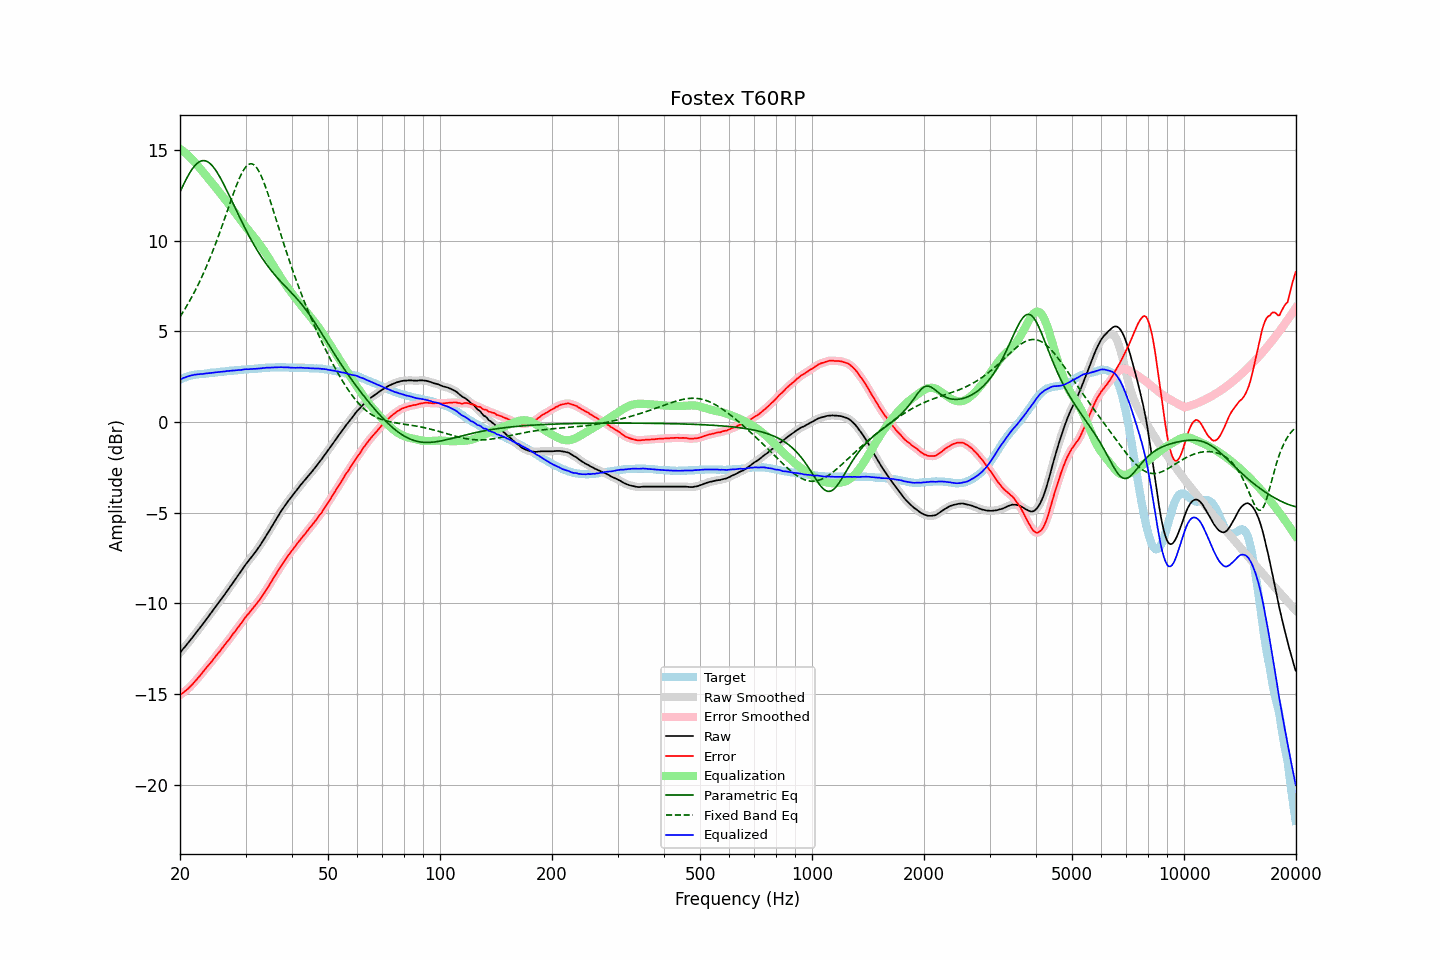 Fostex T60RP
Amplitude (dBr)
15
10
5
0
−5
−10
−15
−20
20
50
100
200
500
1000
2000
5000
10000
20000
Frequency (Hz)
Target
Raw Smoothed
Error Smoothed
Raw
Error
Equalization
Parametric Eq
Fixed Band Eq
Equalized